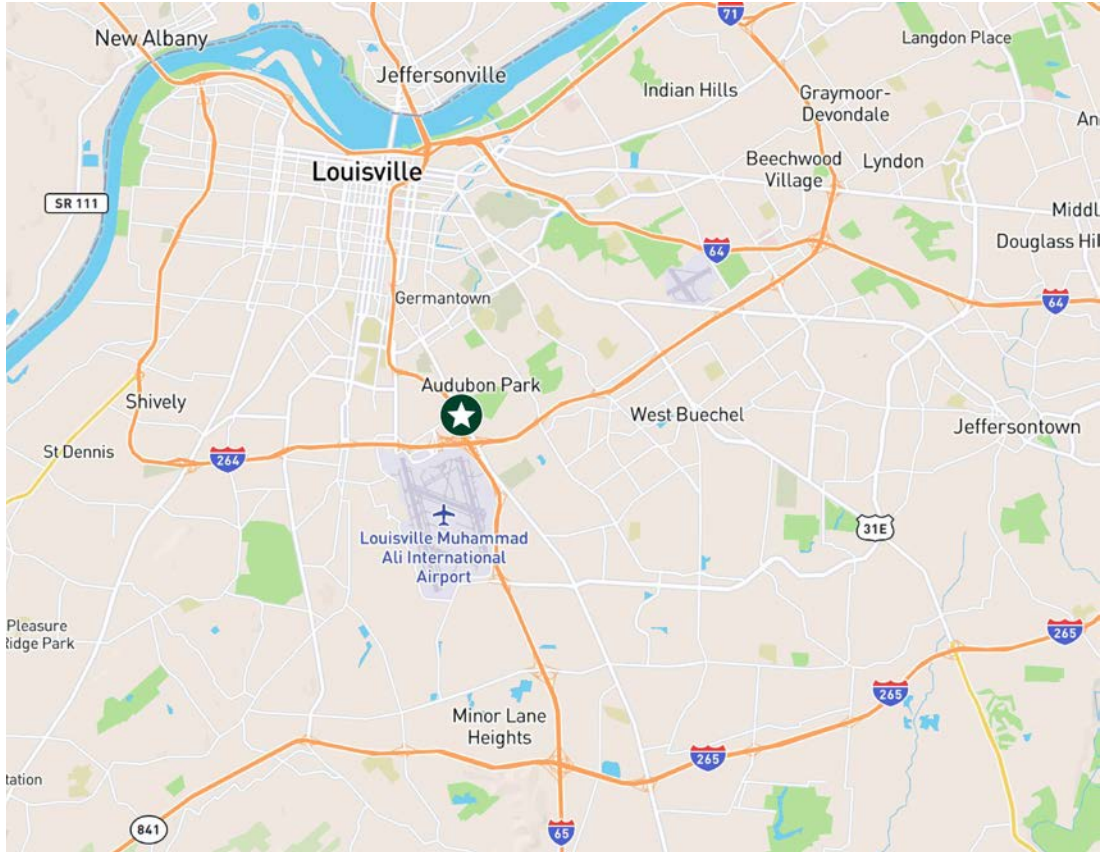 71
New Albany
Langdon Place
Jeffersonville
Indian Hills
Graymoor-
Devondale
An
Beechwood
Village
Lyndon
Louisville
SR 111
Middl
Douglass Hil
64
64
Germantown
Audubon Park
Shively
West Buechel
Jeffersontown
St Dennis
264
31E
Louisville Muhammad
Ali International
Airport
Pleasure
Ridge Park
265
265
Minor Lane
Heights
265
tation
841
65